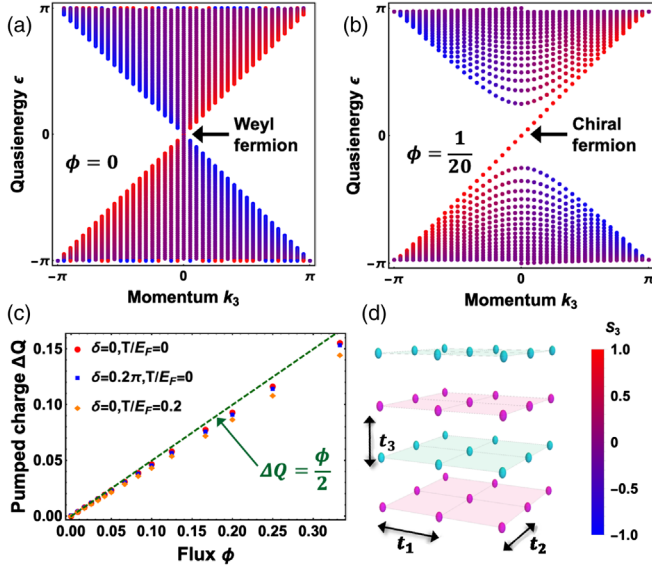 (a)
π
Quasienergy ϵ
0
-π
ϕ = 0
Weyl
fermion
-π
0
π
Momentum k₃
(b)
π
Quasienergy ϵ
0
-π
ϕ = 1/20
Chiral
fermion
-π
0
π
Momentum k₃
(c)
Pumped charge ΔQ
0.15
0.10
0.05
0.00
δ=0,T/E_F=0
δ=0.2π,T/E_F=0
δ=0,T/E_F=0.2
ΔQ = ϕ/2
0.00 0.05 0.10 0.15 0.20 0.25 0.30
Flux ϕ
(d)
t₃
t₁
t₂
S₃
1.0
0.5
0
-0.5
-1.0